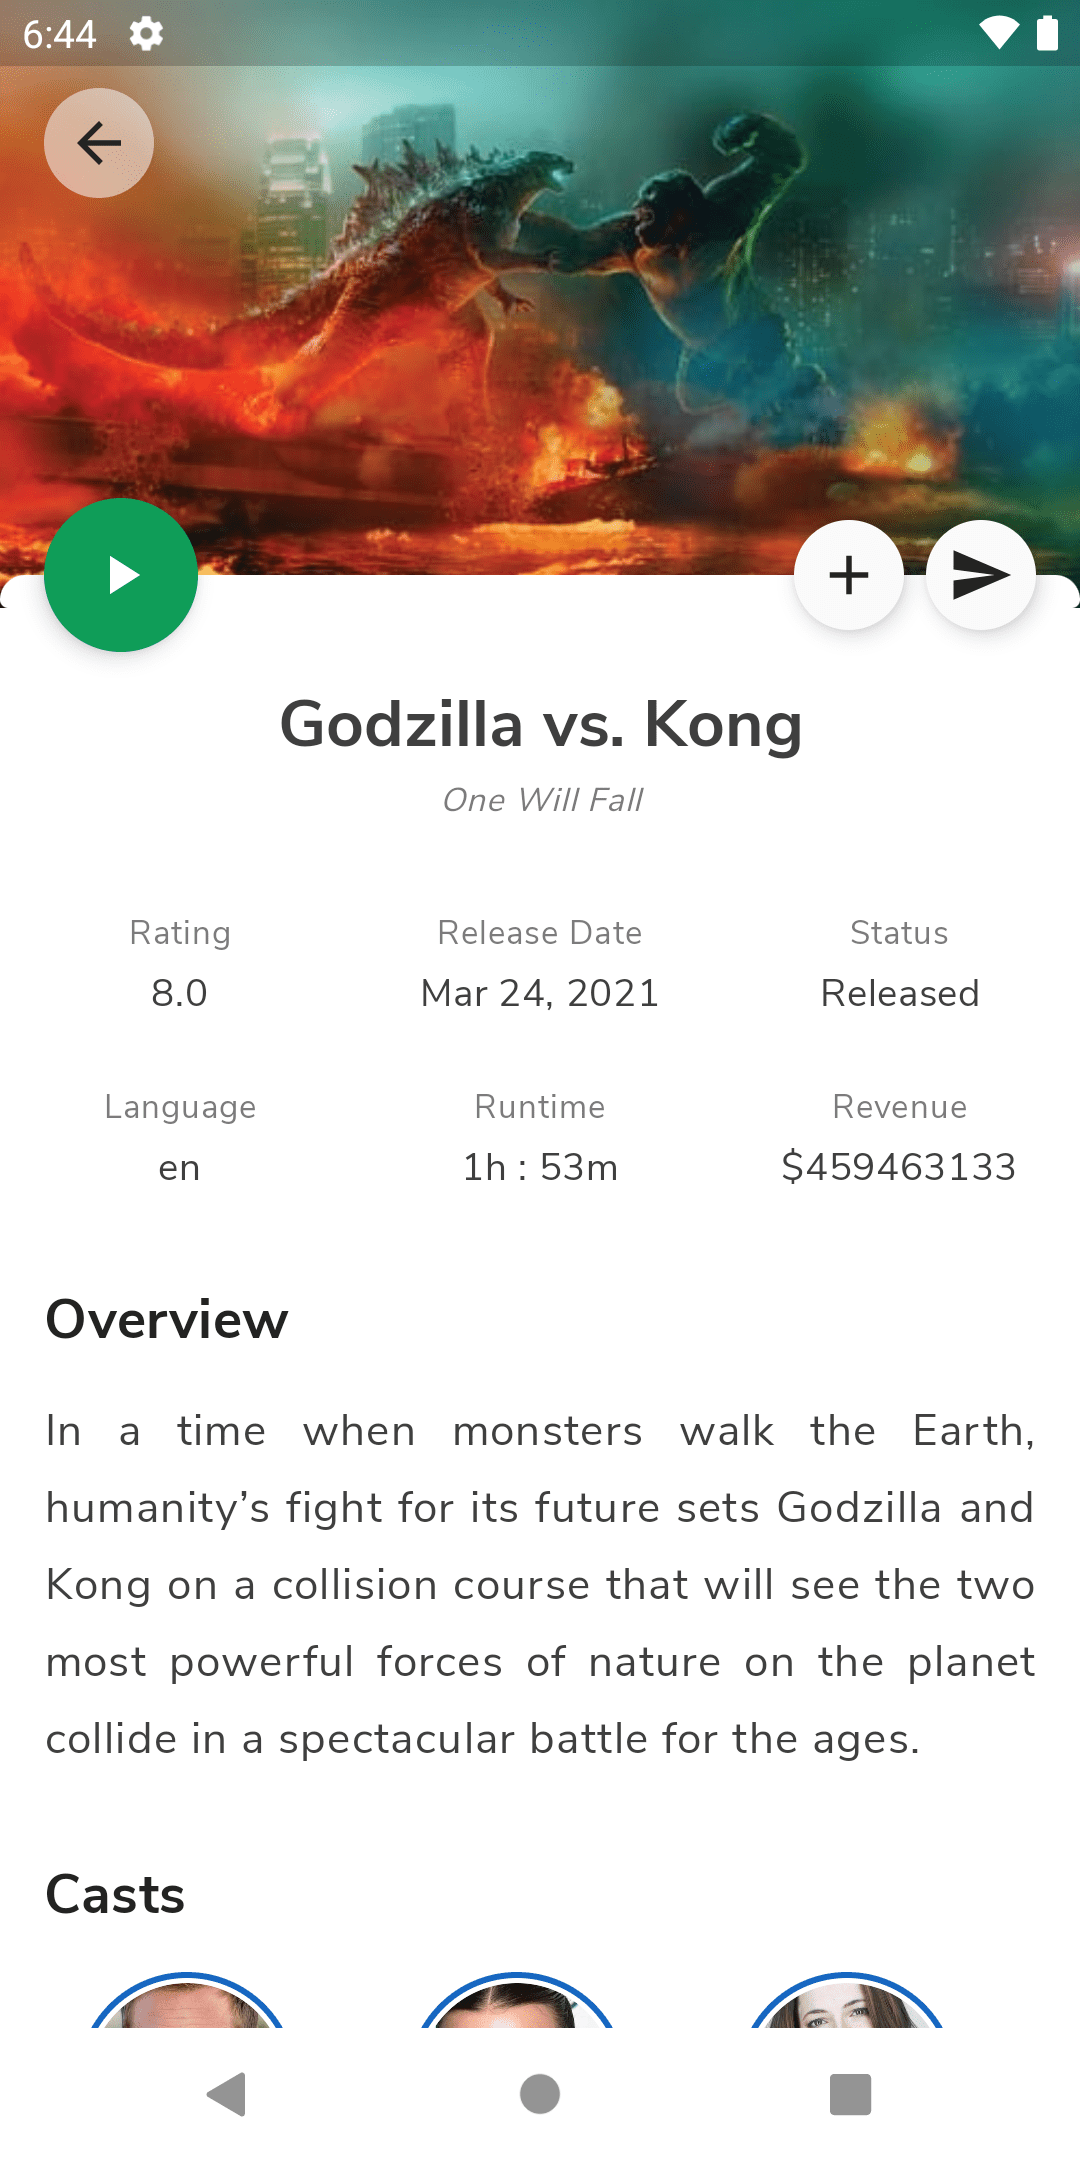 6:44
Godzilla vs. Kong
One Will Fall
Rating
Release Date
Status
8.0
Mar 24, 2021
Released
Language
Runtime
Revenue
en
1h : 53m
$459463133
Overview
In a time when monsters walk the Earth,
humanity’s fight for its future sets Godzilla and
Kong on a collision course that will see the two
most powerful forces of nature on the planet
collide in a spectacular battle for the ages.
Casts